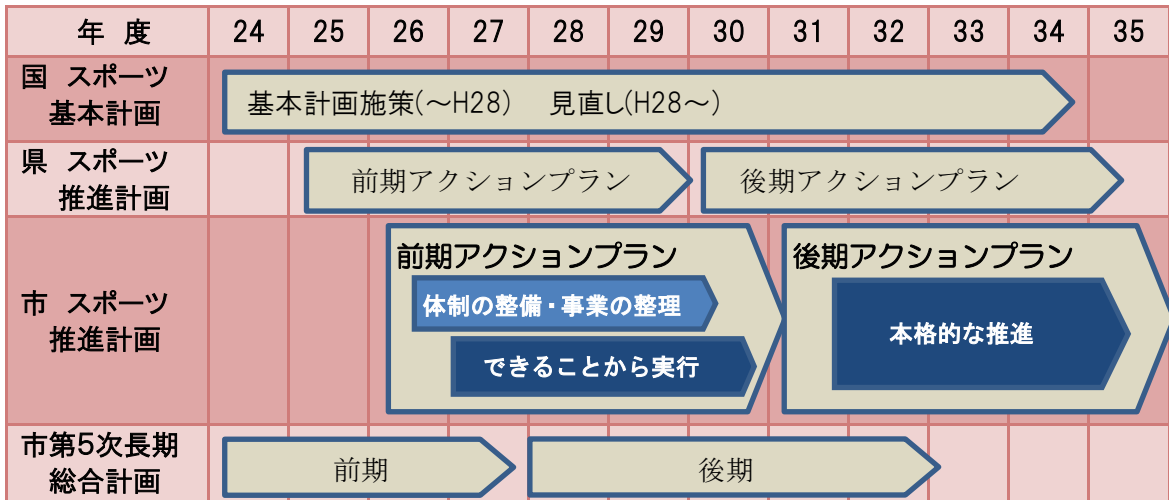 年 度 24 25 26 27 28 29 30 31 32 33 34 35
国 スポーツ
基本計画
基本計画施策(～H28) 見直し(H28～)
県 スポーツ
推進計画
前期アクションプラン 後期アクションプラン
市 スポーツ
推進計画
前期アクションプラン
体制の整備・事業の整理
できることから実行
後期アクションプラン
本格的な推進
市第5次長期
総合計画
前期 後期